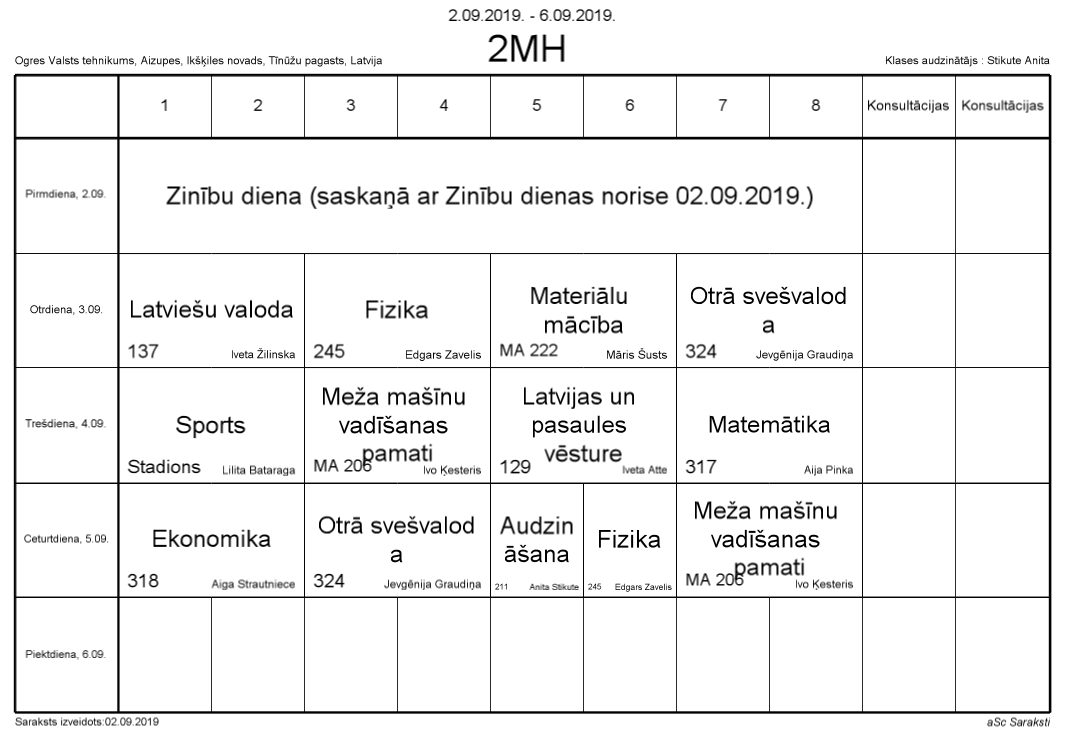 2.09.2019. - 6.09.2019.
2MH
Ogres Valsts tehnikums, Aizupes, Ikšķiles novads, Tīnūžu pagasts, Latvija
Klases audzinātājs : Stikute Anita
1 2 3 4 5 6 7 8 Konsultācijas Konsultācijas
Pirmdiena, 2.09.
Zinību diena (saskaņā ar Zinību dienas norise 02.09.2019.)
Otrdiena, 3.09.
Latviešu valoda
137 Iveta Žilinska
Fizika
245 Edgars Zavelis
Materiālu
mācība
MA 222 Māris Šusts
Otrā svešvalod
a
324 Jevgēnija Graudiņa
Trešdiena, 4.09.
Sports
Stadions Lilita Bataraga
Meža mašīnu
vadīšanas
pamati
MA 206 Ivo Ķesteris
Latvijas un
pasaules
vēsture
129 Iveta Atte
Matemātika
317 Aija Pinka
Ceturtdiena, 5.09.
Ekonomika
318 Aiga Strautniece
Otrā svešvalod
a
324 Jevgēnija Graudiņa
Audzin
āšana
211 Anita Stikute
Fizika
245 Edgars Zavelis
Meža mašīnu
vadīšanas
pamati
MA 206 Ivo Ķesteris
Piektdiena, 6.09.
Saraksts izveidots:02.09.2019
aSc Saraksti